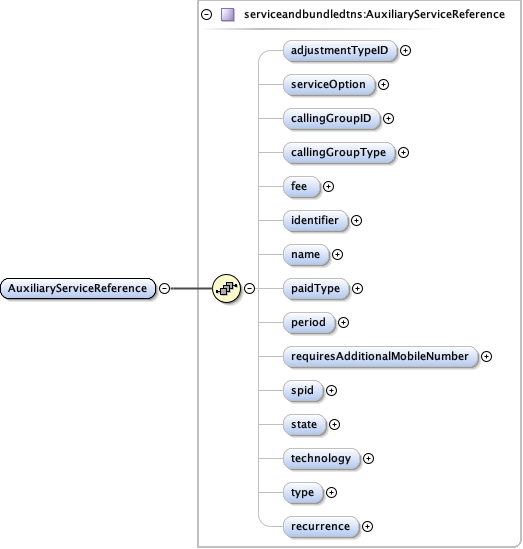 serviceandbundledtns:AuxiliaryServiceReference
adjustmentTypeID
serviceOption
callingGroupID
callingGroupType
fee
identifier
name
AuxiliaryServiceReference
paidType
period
requiresAdditionalMobileNumber
spid
state
technology
type
recurrence